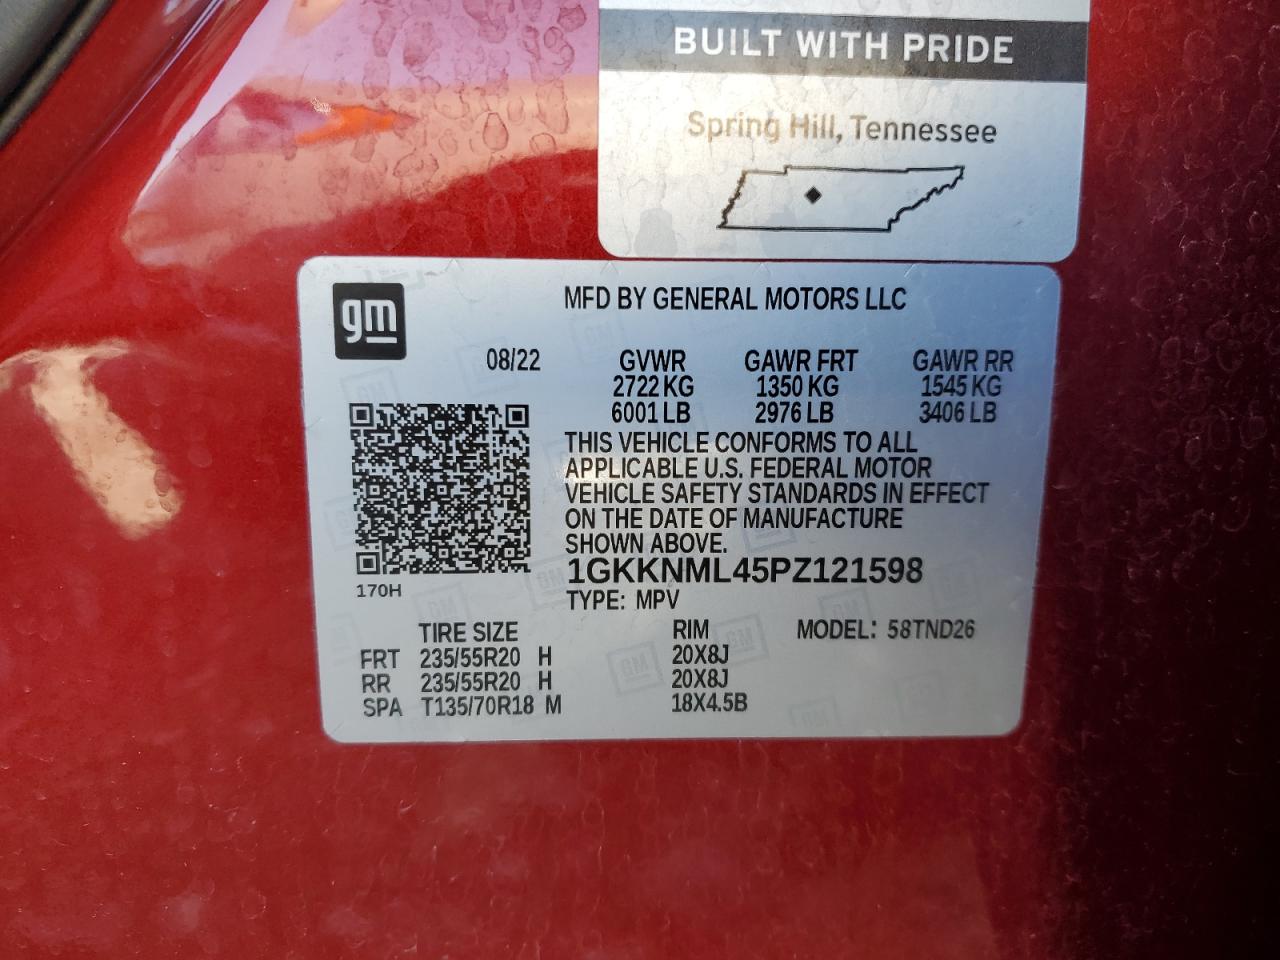 BUILT WITH PRIDE
Spring Hill, Tennessee
gm
MFD BY GENERAL MOTORS LLC
08/22 GVWR GAWR FRT GAWR RR
2722 KG 1350 KG 1545 KG
6001 LB 2976 LB 3406 LB
THIS VEHICLE CONFORMS TO ALL
APPLICABLE U.S. FEDERAL MOTOR
VEHICLE SAFETY STANDARDS IN EFFECT
ON THE DATE OF MANUFACTURE
SHOWN ABOVE.
1GKKNML45PZ121598
170H
TYPE: MPV
TIRE SIZE RIM MODEL: 58TND26
FRT 235/55R20 H 20X8J
RR 235/55R20 H 20X8J
SPA T135/70R18 M 18X4.5B